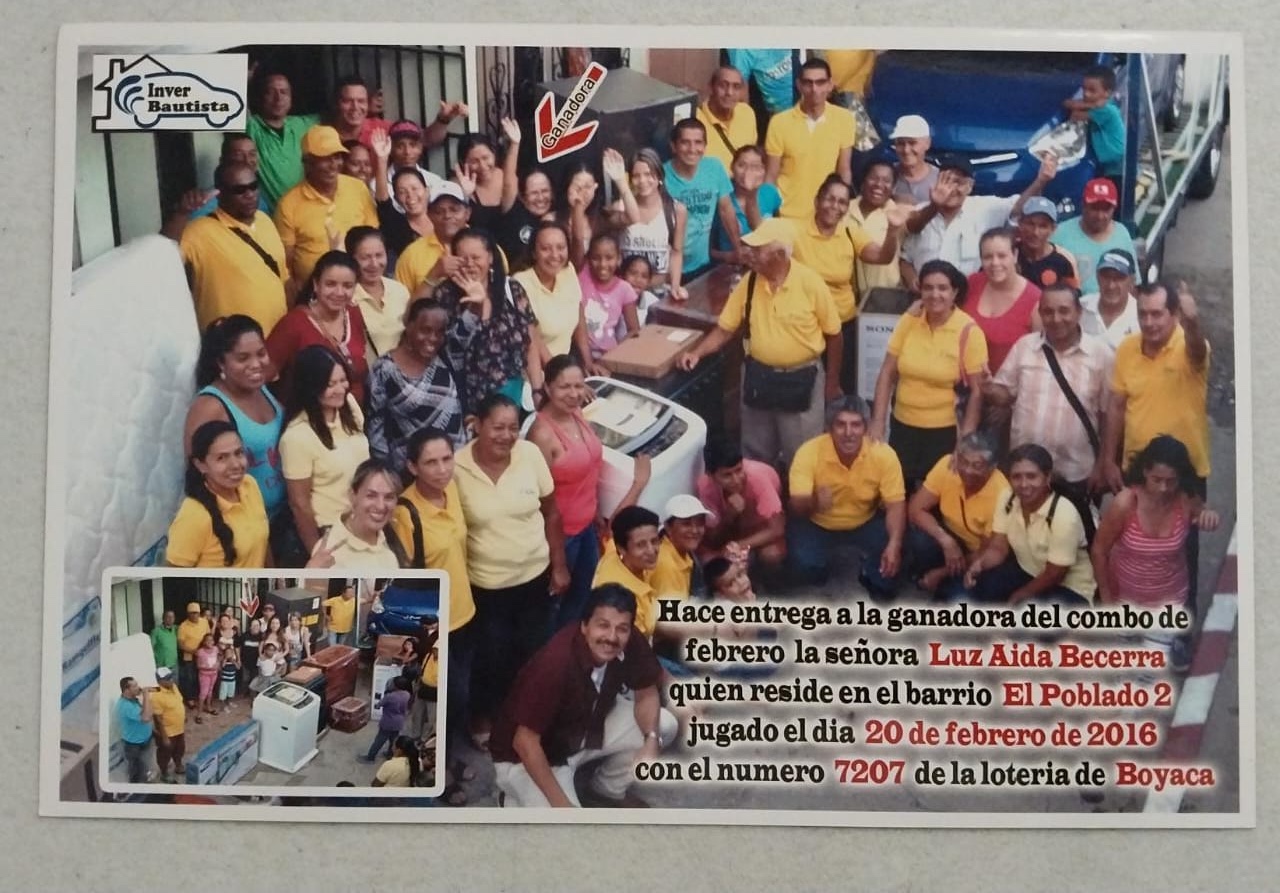 Inver
Bautista
Ganadora
Hace entrega a la ganadora del combo de
febrero la señora Luz Aida Becerra
quien reside en el barrio El Poblado 2
jugado el dia 20 de febrero de 2016
con el numero 7207 de la loteria de Boyaca